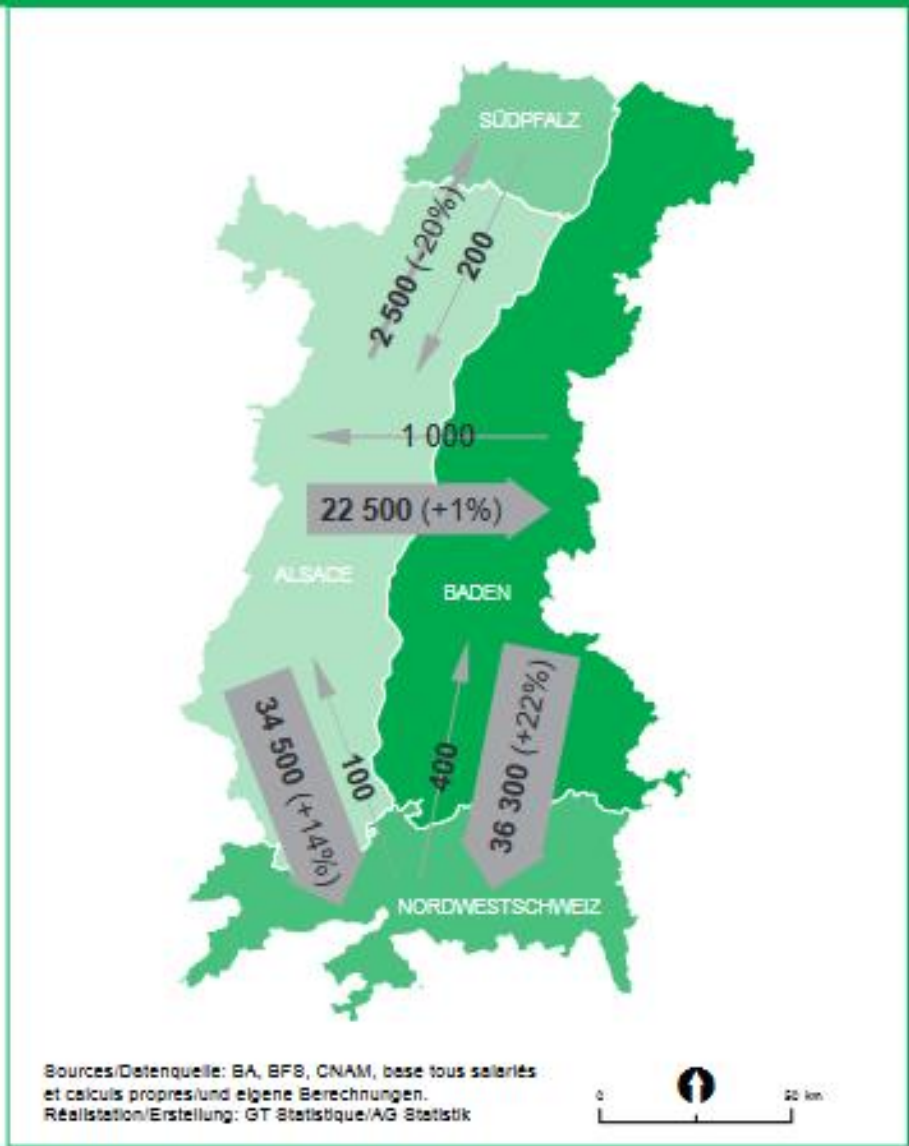 SÜDPFALZ
2 500 (-20%)
200
1 000
22 500 (+1%)
ALSACE
BADEN
34 500 (+14%)
100
400
36 300 (+22%)
NORDWESTSCHWEIZ
Sources/Datenquelle: BA, BFS, CNAM, base tous salariés
et calculs propres/und eigene Berechnungen.
Réalistation/Erstellung: GT Statistique/AG Statistik
0
50 km